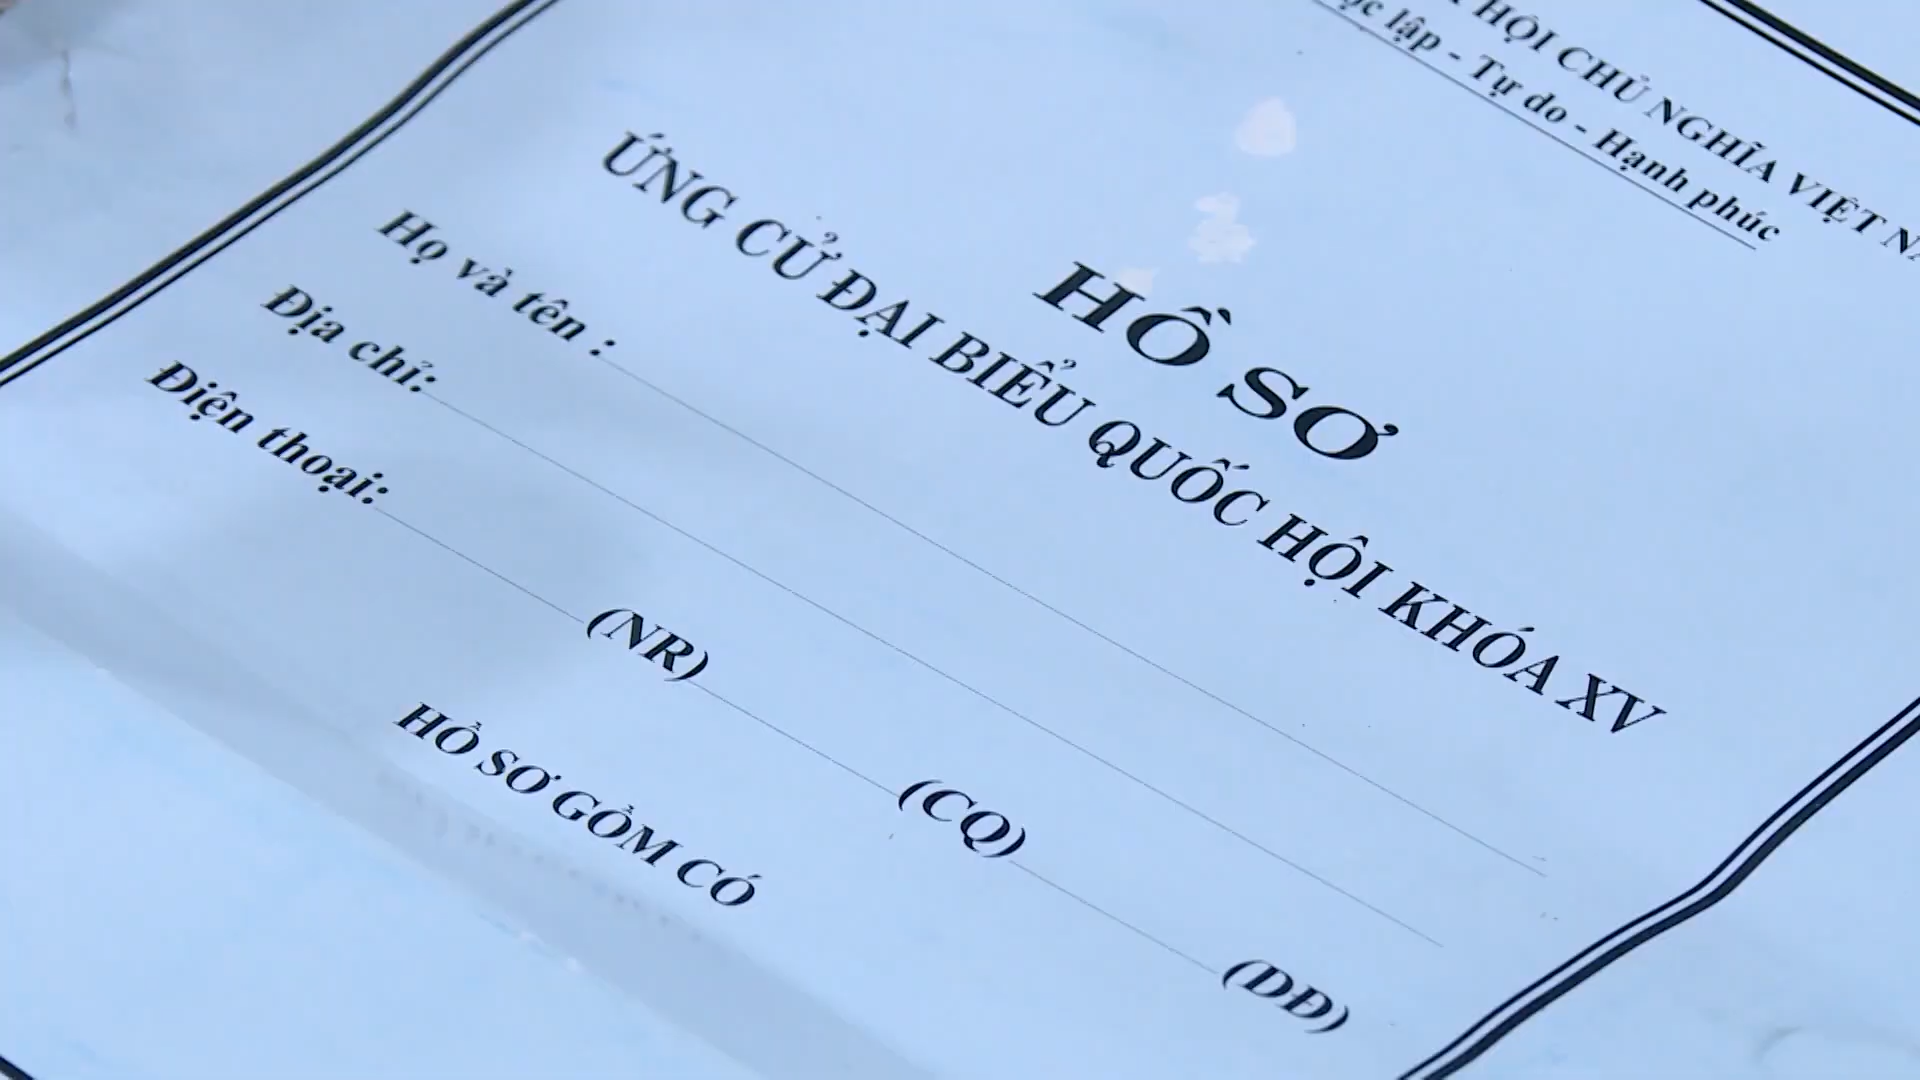 HỘI CHỦ NGHĨA VIỆT
lập - Tự do - Hạnh phúc
HỒ SƠ
ỨNG CỬ ĐẠI BIỂU QUỐC HỘI KHÓA XV
Họ và tên :
Địa chỉ:
Điện thoại: (NR) (CQ) (DĐ)
HỒ SƠ GỒM CÓ